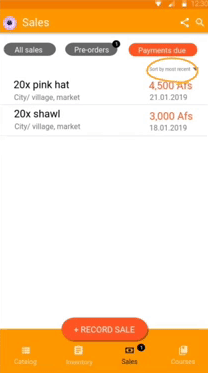 12:30
Sales
All sales
Pre-orders
1
Payments due
Sort by most recent
20x pink hat
4,500 Afs
City/ village, market
21.01.2019
20x shawl
3,000 Afs
City/ village, market
18.01.2019
+ RECORD SALE
1
Catalog
Inventory
Sales
Courses